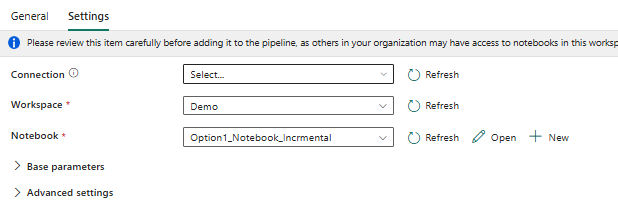 General Settings
Please review this item carefully before adding it to the pipeline, as others in your organization may have access to notebooks in this worksp
Connection Select... Refresh
Workspace * Demo Refresh
Notebook * Option1_Notebook_Incrmental Refresh Open New
Base parameters
Advanced settings